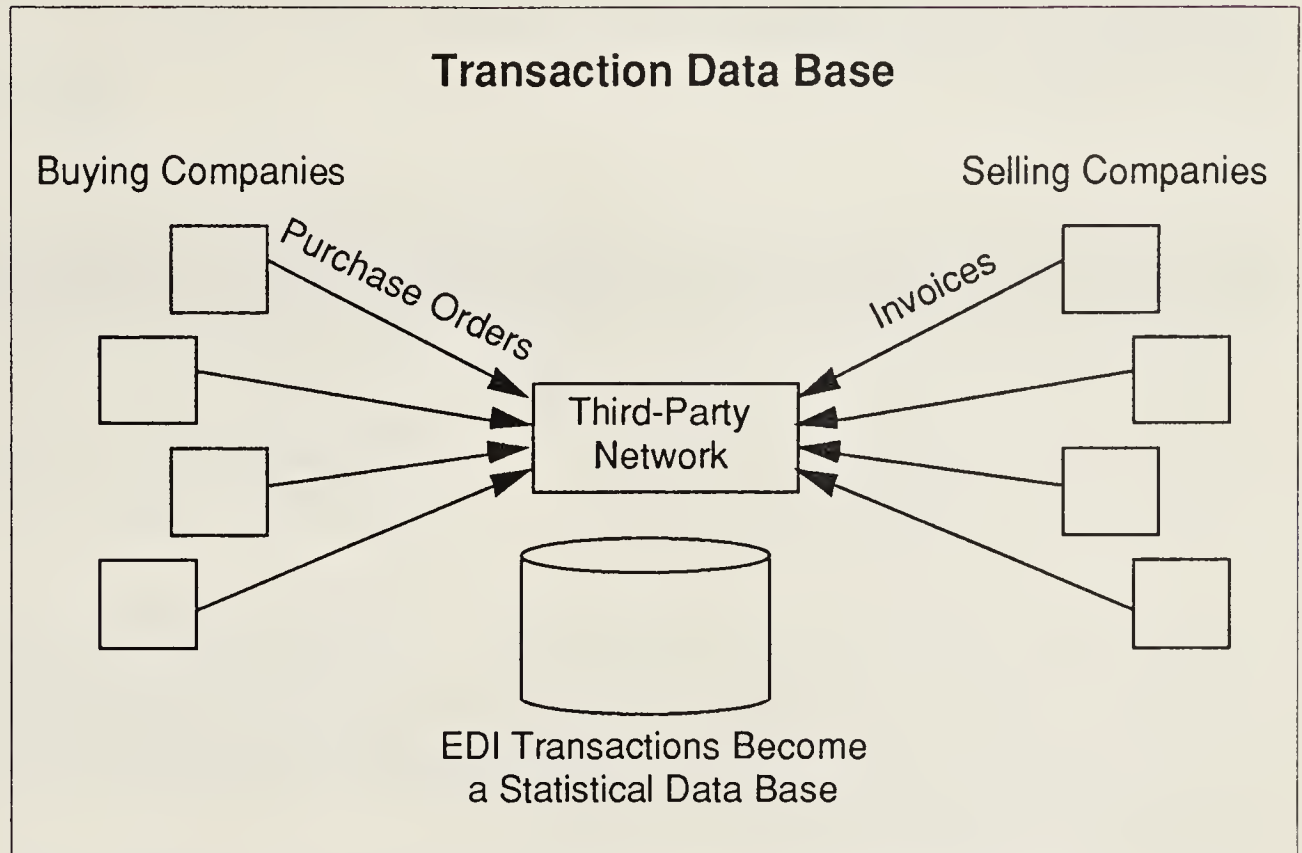 Transaction Data Base
Buying Companies
Selling Companies
Purchase Orders
Invoices
Third-Party
Network
EDI Transactions Become
a Statistical Data Base